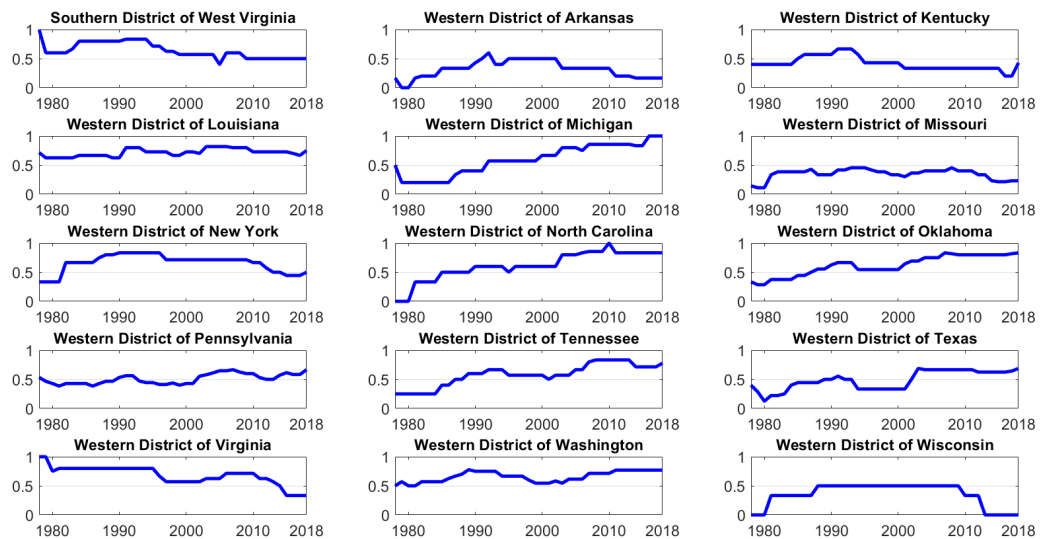 Southern District of West Virginia
1
0.5
0
1980 1990 2000 2010 2018
Western District of Arkansas
1
0.5
0
1980 1990 2000 2010 2018
Western District of Kentucky
1
0.5
0
1980 1990 2000 2010 2018
Western District of Louisiana
1
0.5
0
1980 1990 2000 2010 2018
Western District of Michigan
1
0.5
0
1980 1990 2000 2010 2018
Western District of Missouri
1
0.5
0
1980 1990 2000 2010 2018
Western District of New York
1
0.5
0
1980 1990 2000 2010 2018
Western District of North Carolina
1
0.5
0
1980 1990 2000 2010 2018
Western District of Oklahoma
1
0.5
0
1980 1990 2000 2010 2018
Western District of Pennsylvania
1
0.5
0
1980 1990 2000 2010 2018
Western District of Tennessee
1
0.5
0
1980 1990 2000 2010 2018
Western District of Texas
1
0.5
0
1980 1990 2000 2010 2018
Western District of Virginia
1
0.5
0
1980 1990 2000 2010 2018
Western District of Washington
1
0.5
0
1980 1990 2000 2010 2018
Western District of Wisconsin
1
0.5
0
1980 1990 2000 2010 2018